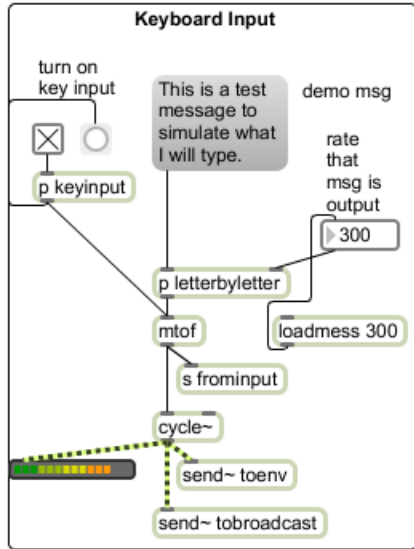 Keyboard Input
turn on
key input
This is a test
message to
simulate what
I will type.
demo msg
rate
that
msg is
output
p keyinput
300
p letterbyletter
mtof
loadmess 300
s frominput
cycle~
send~ toenv
send~ tobroadcast